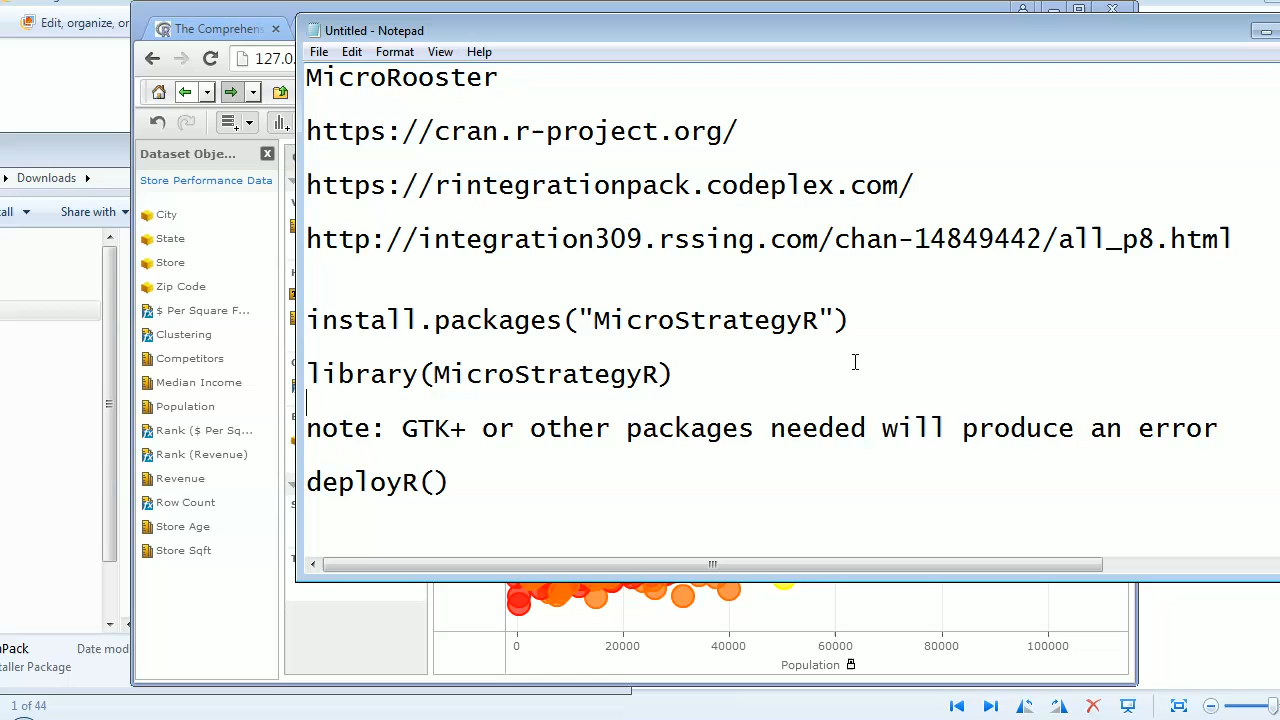 Edit, organize, or
The Comprehens
127.0.
Untitled - Notepad
File Edit Format View Help
MicroRooster
https://cran.r-project.org/
https://rintegrationpack.codeplex.com/
http://integration309.rssing.com/chan-14849442/all_p8.html
install.packages("MicroStrategyR")
library(MicroStrategyR)
note: GTK+ or other packages needed will produce an error
deployR()
Downloads
Share with
Dataset Obje...
Store Performance Data
City
State
Store
Zip Code
$ Per Square F...
Clustering
Competitors
Median Income
Population
Rank ($ Per Sq...
Rank (Revenue)
Revenue
Row Count
Store Age
Store Sqft
0 20000 40000 60000 80000 100000
Population
Date mod
1 of 44